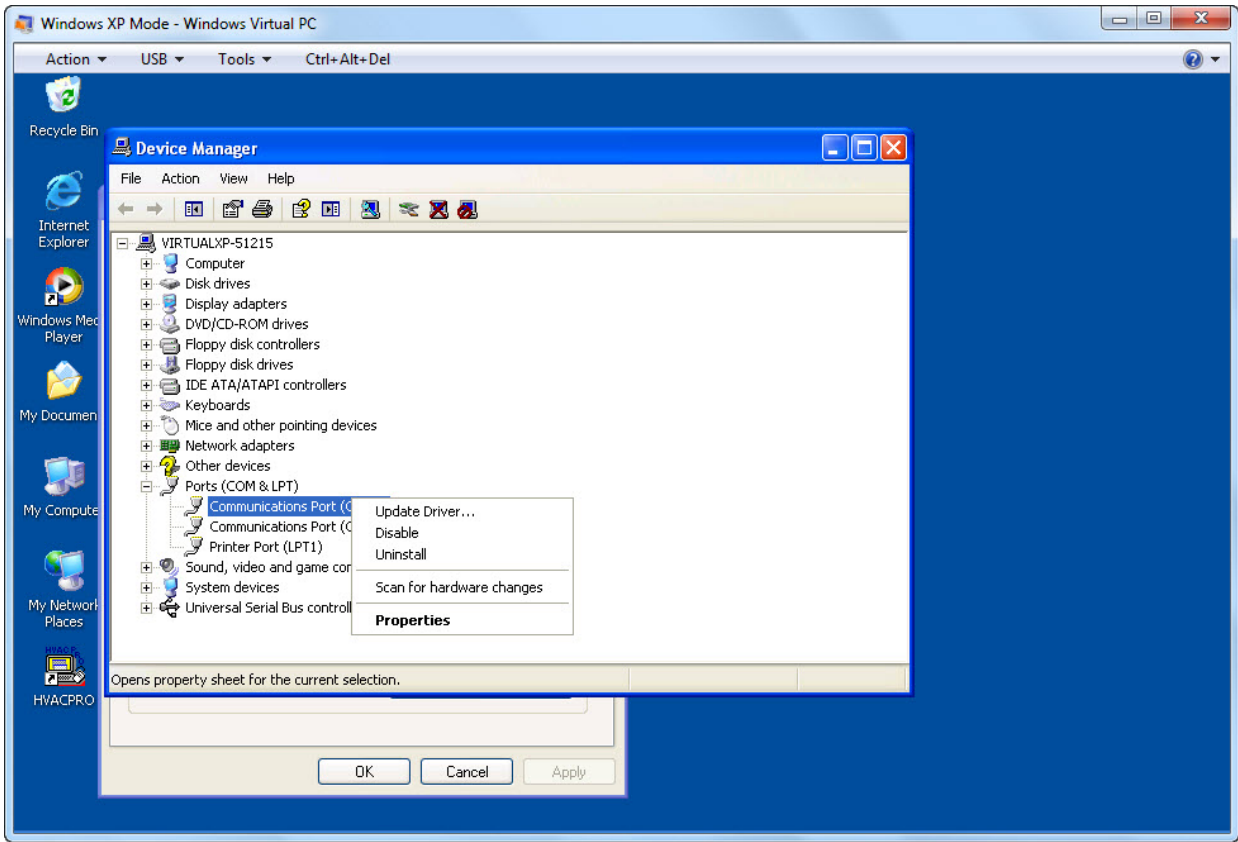 Windows XP Mode - Windows Virtual PC
Action USB Tools Ctrl+Alt+Del
Recycle Bin
Internet
Explorer
Windows Med
Player
My Documen
My Compute
My Network
Places
HVACPRO
HVACPRO
Device Manager
File Action View Help
VIRTUALXP-51215
Computer
Disk drives
Display adapters
DVD/CD-ROM drives
Floppy disk controllers
Floppy disk drives
IDE ATA/ATAPI controllers
Keyboards
Mice and other pointing devices
Network adapters
Other devices
Ports (COM & LPT)
Communications Port (C
Communications Port (C
Printer Port (LPT1)
Sound, video and game cor
System devices
Universal Serial Bus controll
Update Driver...
Disable
Uninstall
Scan for hardware changes
Properties
Opens property sheet for the current selection.
OK Cancel Apply